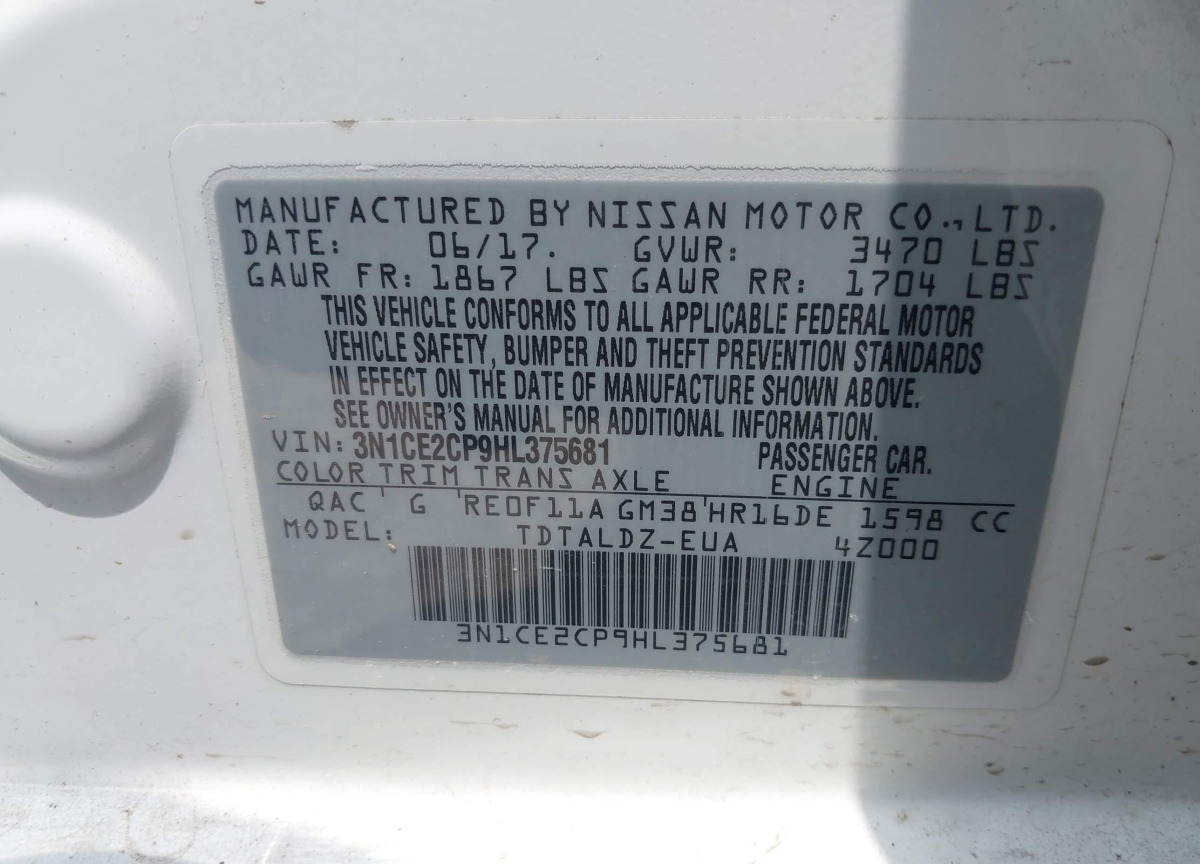 MANUFACTURED BY NISSAN MOTOR CO., LTD.
DATE: 06/17. GVWR: 3470 LBS
GAWR FR: 1867 LBS GAWR RR: 1704 LBS
THIS VEHICLE CONFORMS TO ALL APPLICABLE FEDERAL MOTOR
VEHICLE SAFETY, BUMPER AND THEFT PREVENTION STANDARDS
IN EFFECT ON THE DATE OF MANUFACTURE SHOWN ABOVE.
SEE OWNER'S MANUAL FOR ADDITIONAL INFORMATION.
VIN: 3N1CE2CP9HL375681 PASSENGER CAR.
COLOR TRIM TRANS AXLE ENGINE
QAC G RE0F11A GM38 HR16DE 1598 CC
MODEL: TDTALDZ-EUA 4Z000
3N1CE2CP9HL375681